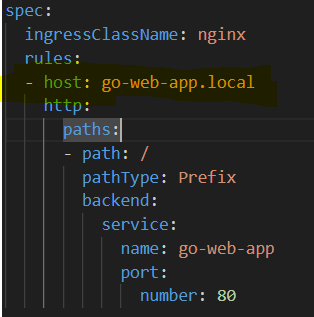 spec:
  ingressClassName: nginx
  rules:
  - host: go-web-app.local
    http:
      paths:
      - path: /
        pathType: Prefix
        backend:
          service:
            name: go-web-app
            port:
              number: 80